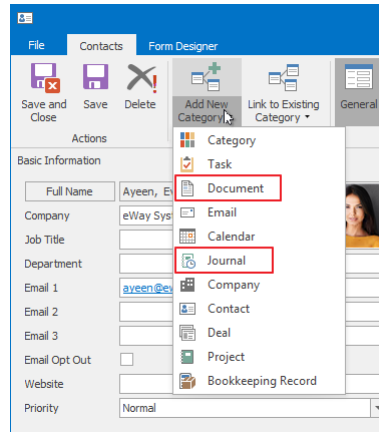 File Contacts Form Designer
Save and Close Save Delete Add New Category Link to Existing Category General
Actions
Category
Basic Information
Task
Full Name Ayeen,
Document
Company eWay Sys
Email
Job Title
Calendar
Department
Journal
Email 1
Company
Email 2
Contact
Email 3
Deal
Email Opt Out
Project
Website
Bookkeeping Record
Priority Normal